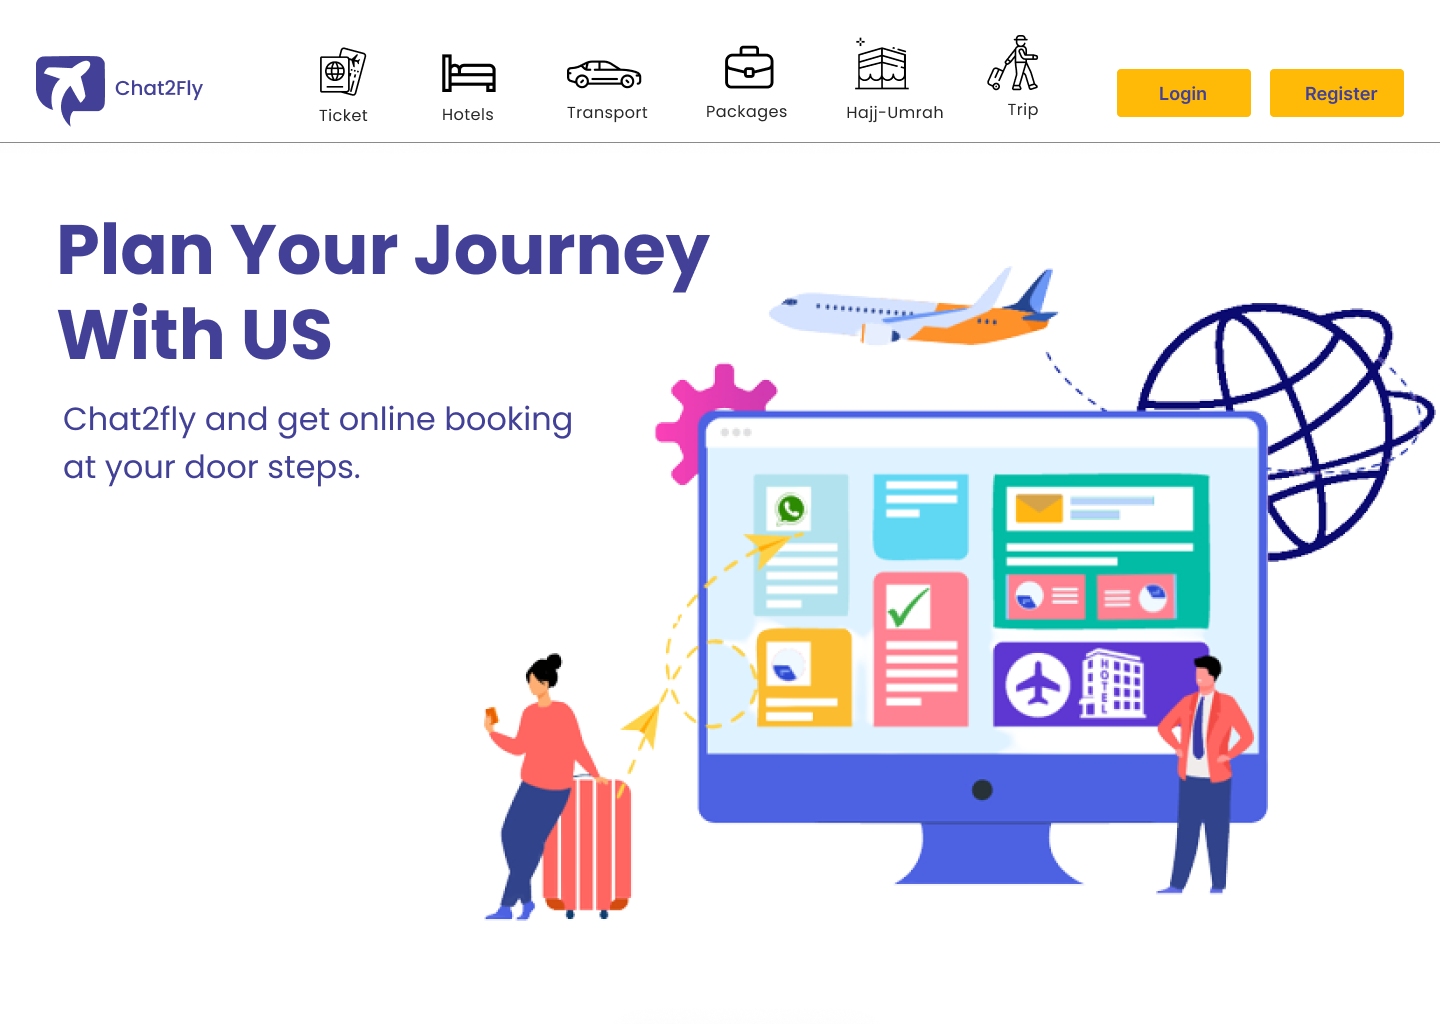 Chat2Fly
Ticket
Hotels
Transport
Packages
Hajj-Umrah
Trip
Login
Register
Plan Your Journey
With US
Chat2fly and get online booking
at your door steps.
HOTEL